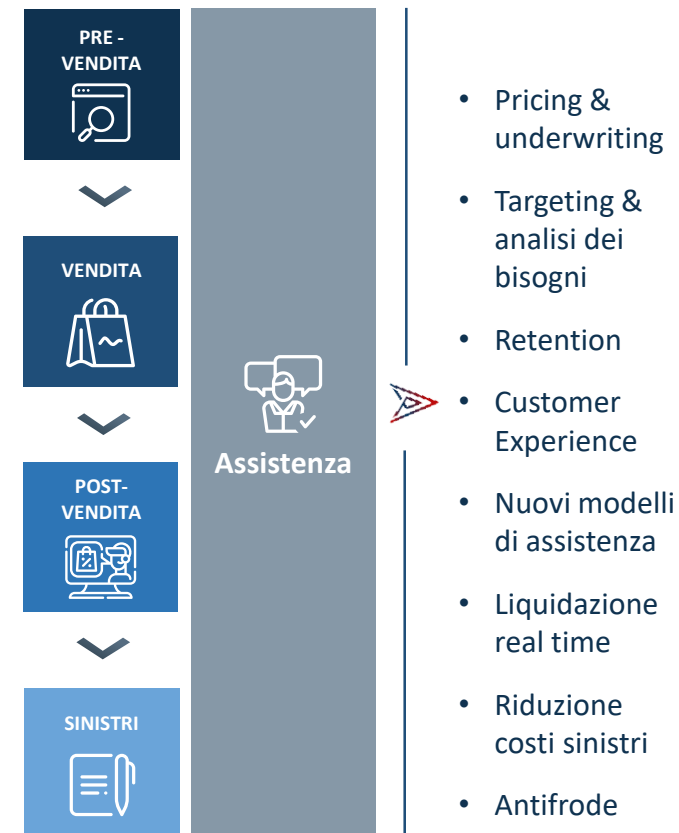 PRE -
VENDITA
VENDITA
POST-
VENDITA
SINISTRI
Assistenza
• Pricing &
underwriting
• Targeting &
analisi dei
bisogni
• Retention
• Customer
Experience
• Nuovi modelli
di assistenza
• Liquidazione
real time
• Riduzione
costi sinistri
• Antifrode